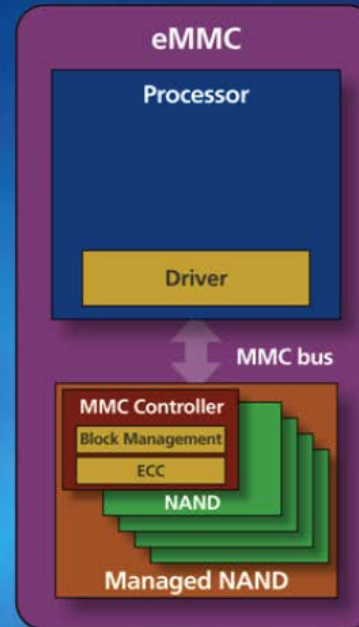 eMMC
Processor
Driver
MMC bus
MMC Controller
Block Management
ECC
NAND
Managed NAND